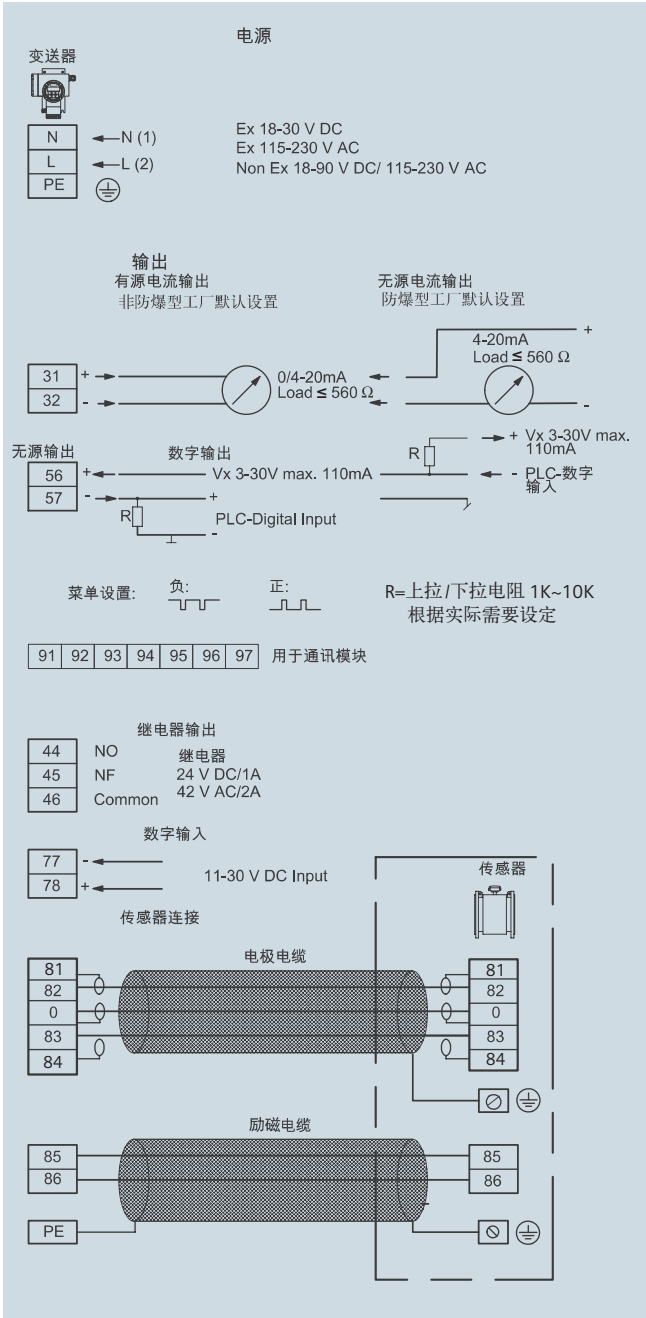 电源
变送器
N
N (1)
L
L (2)
PE
Ex 18-30 V DC
Ex 115-230 V AC
Non Ex 18-90 V DC/ 115-230 V AC
输出
有源电流输出
非防爆型工厂默认设置
无源电流输出
防爆型工厂默认设置
31 +
32 -
0/4-20mA
Load ≤ 560 Ω
+
4-20mA
Load ≤ 560 Ω
-
无源输出
数字输出
56 +
57 -
Vx 3-30V max. 110mA
R
+
PLC-Digital Input
-
R
+ Vx 3-30V max.
110mA
- PLC-数字
输入
菜单设置:
负:
正:
R=上拉/下拉电阻 1K~10K
根据实际需要设定
91 92 93 94 95 96 97 用于通讯模块
继电器输出
44 NO
45 NF
46 Common
继电器
24 V DC/1A
42 V AC/2A
数字输入
77 -
78 +
11-30 V DC Input
传感器
传感器连接
电极电缆
81
82
0
83
84
81
82
0
83
84
励磁电缆
85
86
PE
85
86